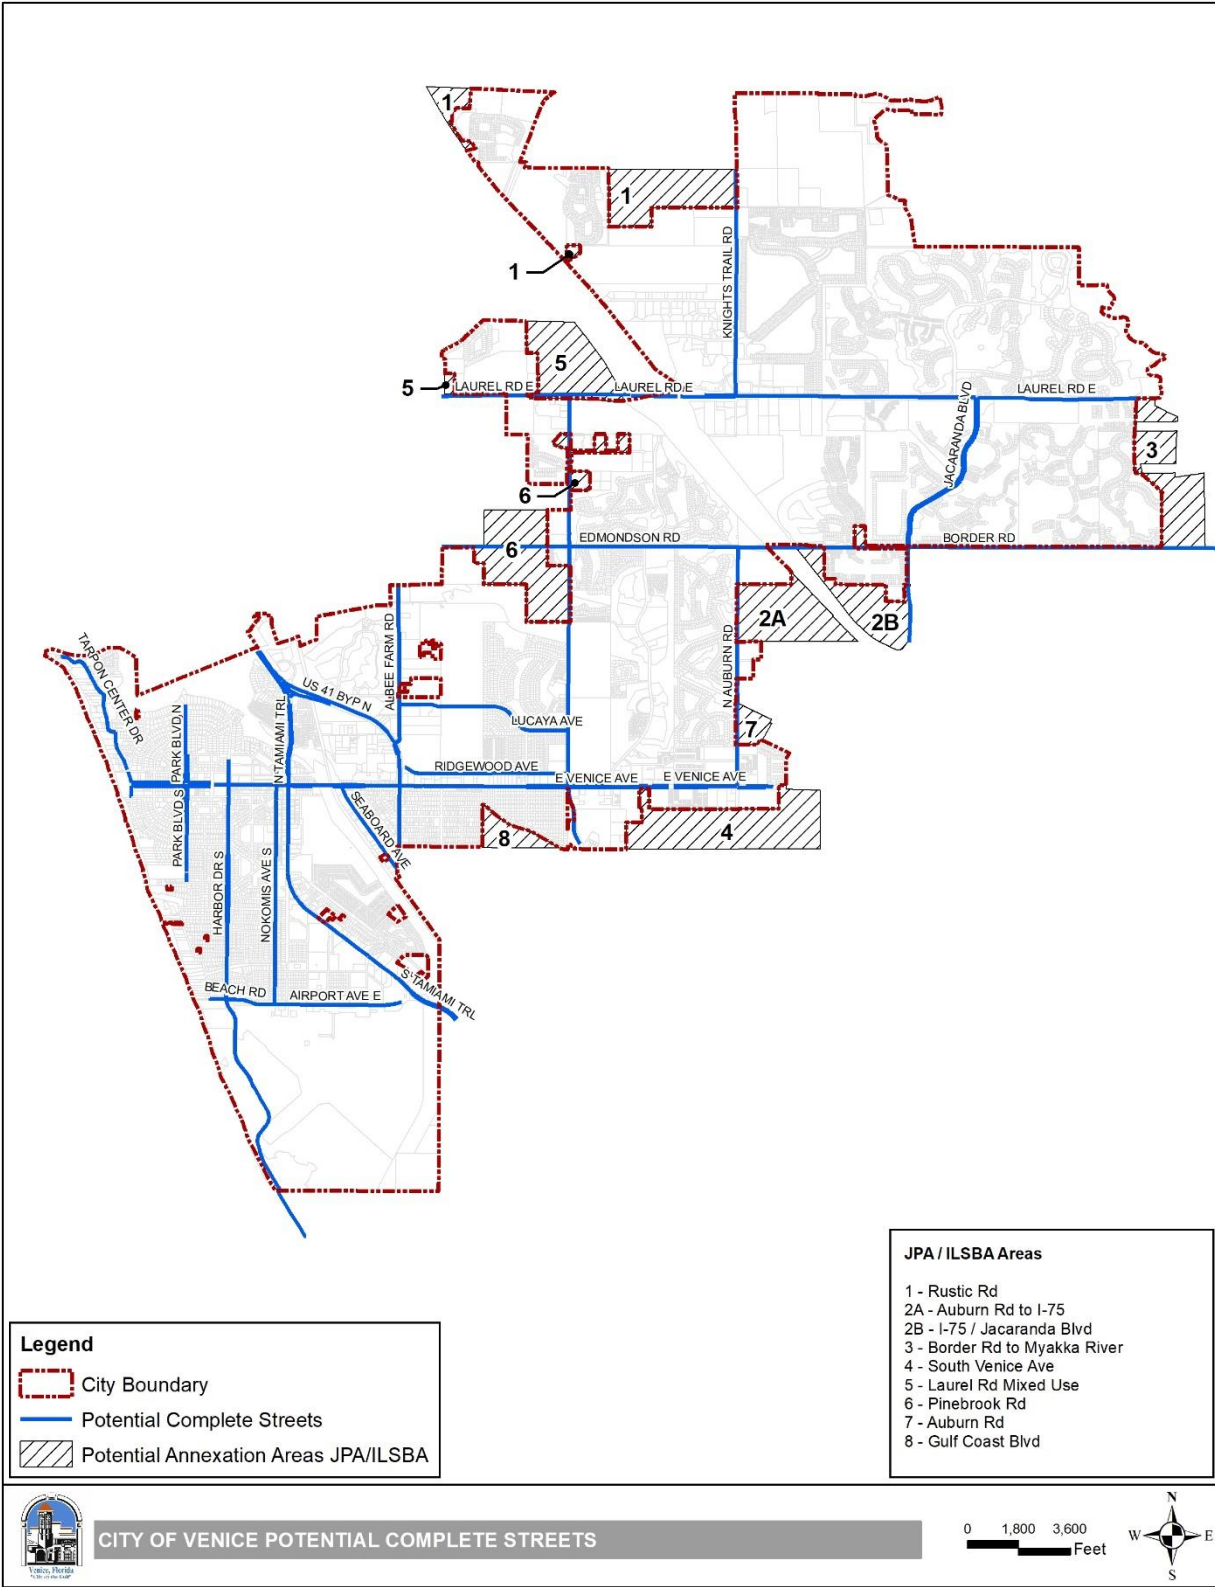 1
1
1
KNIGHTS TRAIL RD
5
5
LAUREL RD E
LAUREL RD E
LAUREL RD E
JACARANDA BLVD
3
6
6
EDMONDSON RD
BORDER RD
2A
2B
TARPON CENTER DR
US 41 BYP N
ALBEE FARM RD
N AUBURN RD
PARK BLVD N
N TAMIAMI TRL
LUCAYA AVE
7
RIDGEWOOD AVE
E VENICE AVE
E VENICE AVE
PARK BLVD S
SEABOARD AVE
8
4
HARBOR DR S
NOKOMIS AVE S
BEACH RD
AIRPORT AVE E
S TAMIAMI TRL
JPA / ILSBA Areas
1 - Rustic Rd
2A - Auburn Rd to I-75
2B - I-75 / Jacaranda Blvd
3 - Border Rd to Myakka River
4 - South Venice Ave
5 - Laurel Rd Mixed Use
6 - Pinebrook Rd
7 - Auburn Rd
8 - Gulf Coast Blvd
Legend
City Boundary
Potential Complete Streets
Potential Annexation Areas JPA/ILSBA
Venice, Florida
"City on the Gulf"
CITY OF VENICE POTENTIAL COMPLETE STREETS
0 1,800 3,600
Feet
N
W E
S